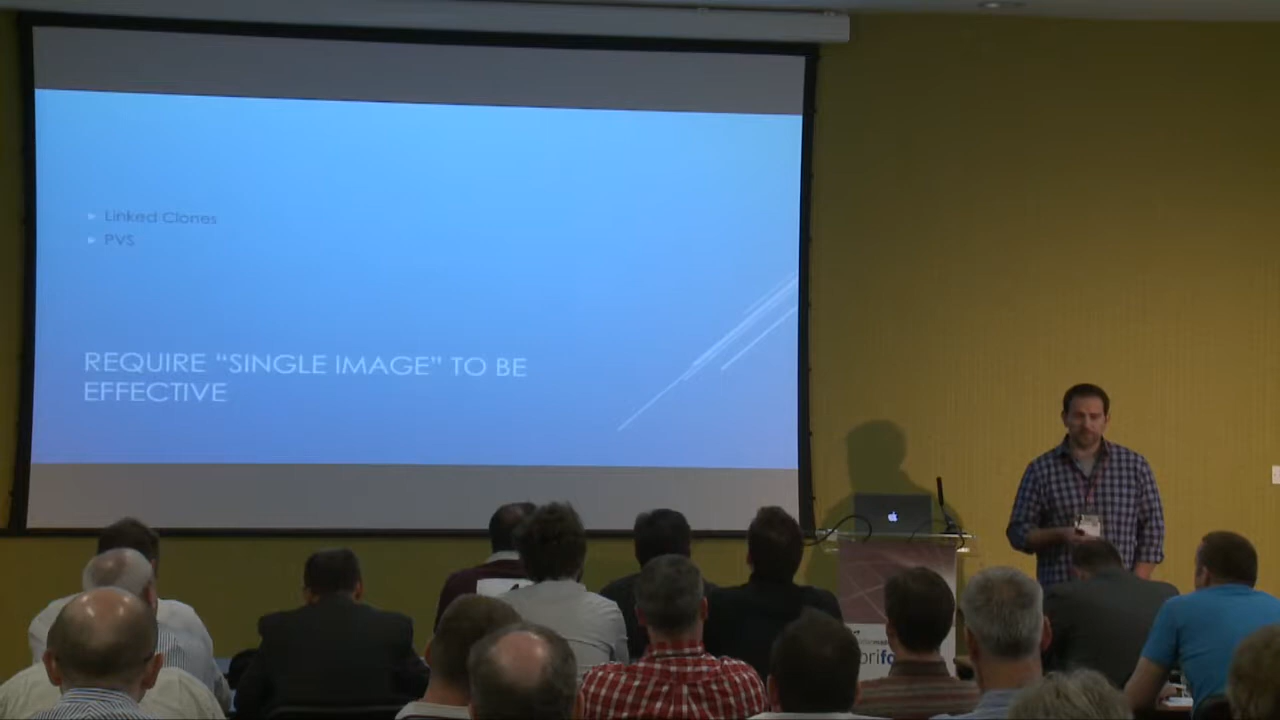 Linked Clones
PVS
REQUIRE “SINGLE IMAGE” TO BE
EFFECTIVE